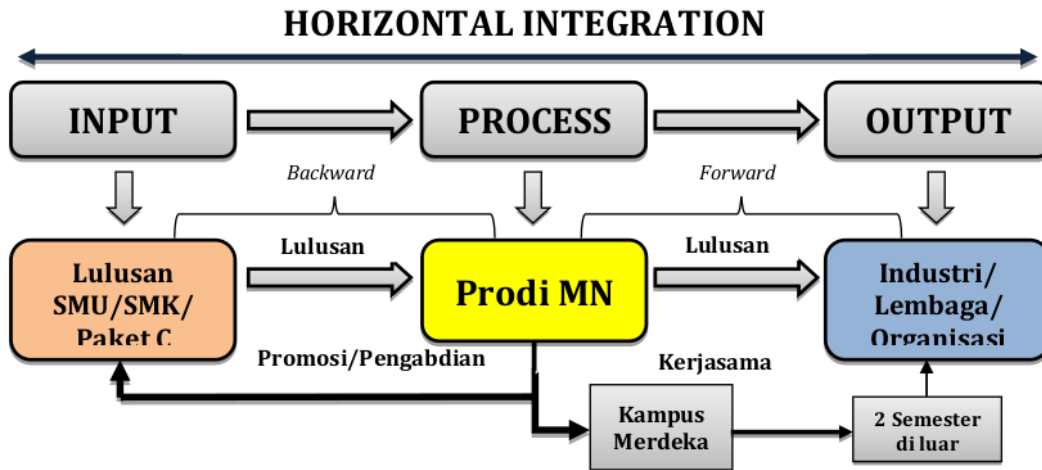 HORIZONTAL INTEGRATION
INPUT
PROCESS
OUTPUT
Backward
Forward
Lulusan
SMU/SMK/
Paket C
Lulusan
Prodi MN
Lulusan
Industri/
Lembaga/
Organisasi
Promosi/Pengabdian
Kerjasama
Kampus
Merdeka
2 Semester
di luar